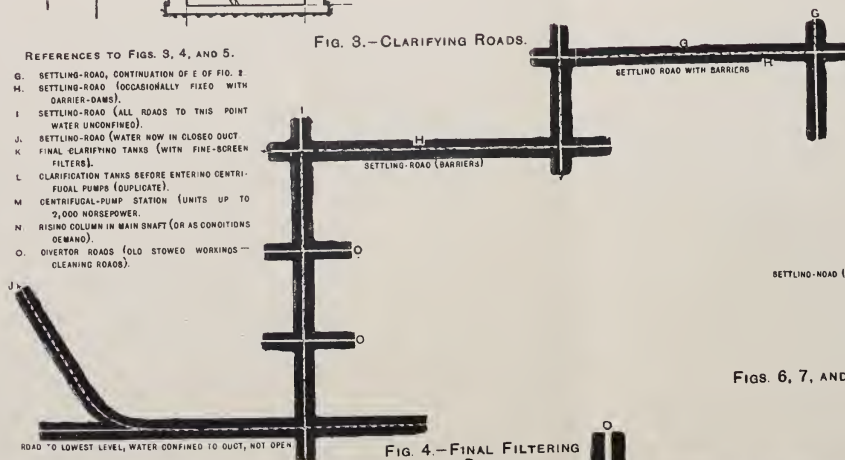 REFERENCES TO FIGS. 3, 4, AND 5.
G. SETTLING-ROAD, CONTINUATION OF E OF FIG. 2
H. SETTLING-ROAD (OCCASIONALLY FIXED WITH
BARRIER-DAMS).
I SETTLING-ROAD (ALL ROADS TO THIS POINT
WATER UNCONFINED).
J. SETTLING-ROAD (WATER NOW IN CLOSED DUCT.
K FINAL CLARIFYING TANKS (WITH FINE-SCREEN
FILTERS).
L CLARIFICATION TANKS BEFORE ENTERING CENTRI-
FUGAL PUMPS (DUPLICATE).
M CENTRIFUGAL-PUMP STATION (UNITS UP TO
2,000 NORSEPOWER.
N. RISING COLUMN IN MAIN SHAFT (OR AS CONDITIONS
DEMAND).
O. DIVERTOR ROADS (OLD STOWED WORKINGS—
CLEANING ROADS).
FIG. 3.—CLARIFYING ROADS.
G
G
H
SETTLING ROAD WITH BARRIERS
I
H
SETTLING-ROAD (BARRIERS)
O
O
SETTLING-ROAD (
J
FIGS. 6, 7, AND
ROAD TO LOWEST LEVEL, WATER CONFINED TO DUCT, NOT OPEN
FIG. 4.—FINAL FILTERING
O